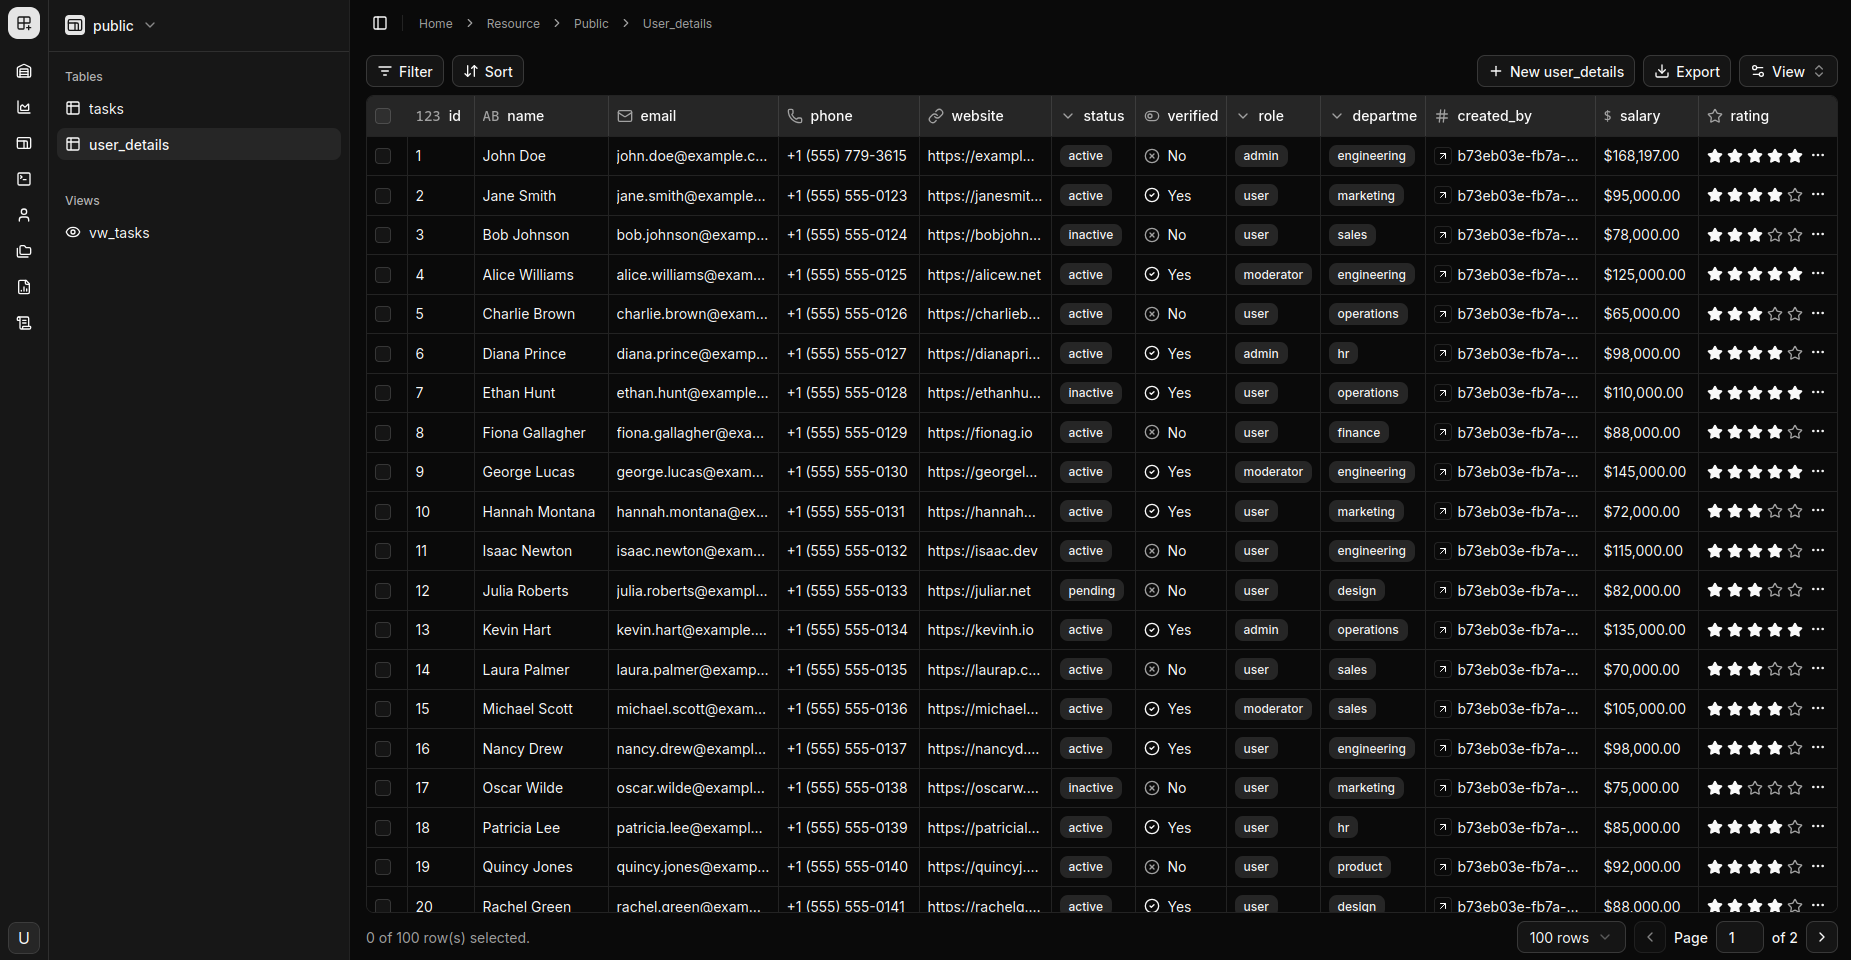 public
Tables
tasks
user_details
Views
vw_tasks
U
Home > Resource > Public > User_details
Filter Sort New user_details Export View
123 id AB name email phone website status verified role departme created_by $ salary rating
1 John Doe john.doe@example.c... +1 (555) 779-3615 https://exampl... active No admin engineering b73eb03e-fb7a-... $168,197.00
2 Jane Smith jane.smith@example... +1 (555) 555-0123 https://janesmit... active Yes user marketing b73eb03e-fb7a-... $95,000.00
3 Bob Johnson bob.johnson@examp... +1 (555) 555-0124 https://bobjohn... inactive No user sales b73eb03e-fb7a-... $78,000.00
4 Alice Williams alice.williams@exam... +1 (555) 555-0125 https://alicew.net active Yes moderator engineering b73eb03e-fb7a-... $125,000.00
5 Charlie Brown charlie.brown@exam... +1 (555) 555-0126 https://charlieb... active No user operations b73eb03e-fb7a-... $65,000.00
6 Diana Prince diana.prince@examp... +1 (555) 555-0127 https://dianapri... active Yes admin hr b73eb03e-fb7a-... $98,000.00
7 Ethan Hunt ethan.hunt@example... +1 (555) 555-0128 https://ethanhu... inactive Yes user operations b73eb03e-fb7a-... $110,000.00
8 Fiona Gallagher fiona.gallagher@exa... +1 (555) 555-0129 https://fionag.io active No user finance b73eb03e-fb7a-... $88,000.00
9 George Lucas george.lucas@exam... +1 (555) 555-0130 https://georgel... active Yes moderator engineering b73eb03e-fb7a-... $145,000.00
10 Hannah Montana hannah.montana@ex... +1 (555) 555-0131 https://hannah... active Yes user marketing b73eb03e-fb7a-... $72,000.00
11 Isaac Newton isaac.newton@exam... +1 (555) 555-0132 https://isaac.dev active No user engineering b73eb03e-fb7a-... $115,000.00
12 Julia Roberts julia.roberts@exampl... +1 (555) 555-0133 https://juliar.net pending No user design b73eb03e-fb7a-... $82,000.00
13 Kevin Hart kevin.hart@example.... +1 (555) 555-0134 https://kevinh.io active Yes admin operations b73eb03e-fb7a-... $135,000.00
14 Laura Palmer laura.palmer@examp... +1 (555) 555-0135 https://laurap.c... active No user sales b73eb03e-fb7a-... $70,000.00
15 Michael Scott michael.scott@exam... +1 (555) 555-0136 https://michael... active Yes moderator sales b73eb03e-fb7a-... $105,000.00
16 Nancy Drew nancy.drew@exampl... +1 (555) 555-0137 https://nancyd.... active Yes user engineering b73eb03e-fb7a-... $98,000.00
17 Oscar Wilde oscar.wilde@exampl... +1 (555) 555-0138 https://oscarw.... inactive No user marketing b73eb03e-fb7a-... $75,000.00
18 Patricia Lee patricia.lee@exampl... +1 (555) 555-0139 https://patricial... active Yes user hr b73eb03e-fb7a-... $85,000.00
19 Quincy Jones quincy.jones@examp... +1 (555) 555-0140 https://quincyj.... active No user product b73eb03e-fb7a-... $92,000.00
20 Rachel Green rachel.green@exam... +1 (555) 555-0141 https://rachelg.... active Yes user design b73eb03e-fb7a-... $88,000.00
0 of 100 row(s) selected. 100 rows Page 1 of 2